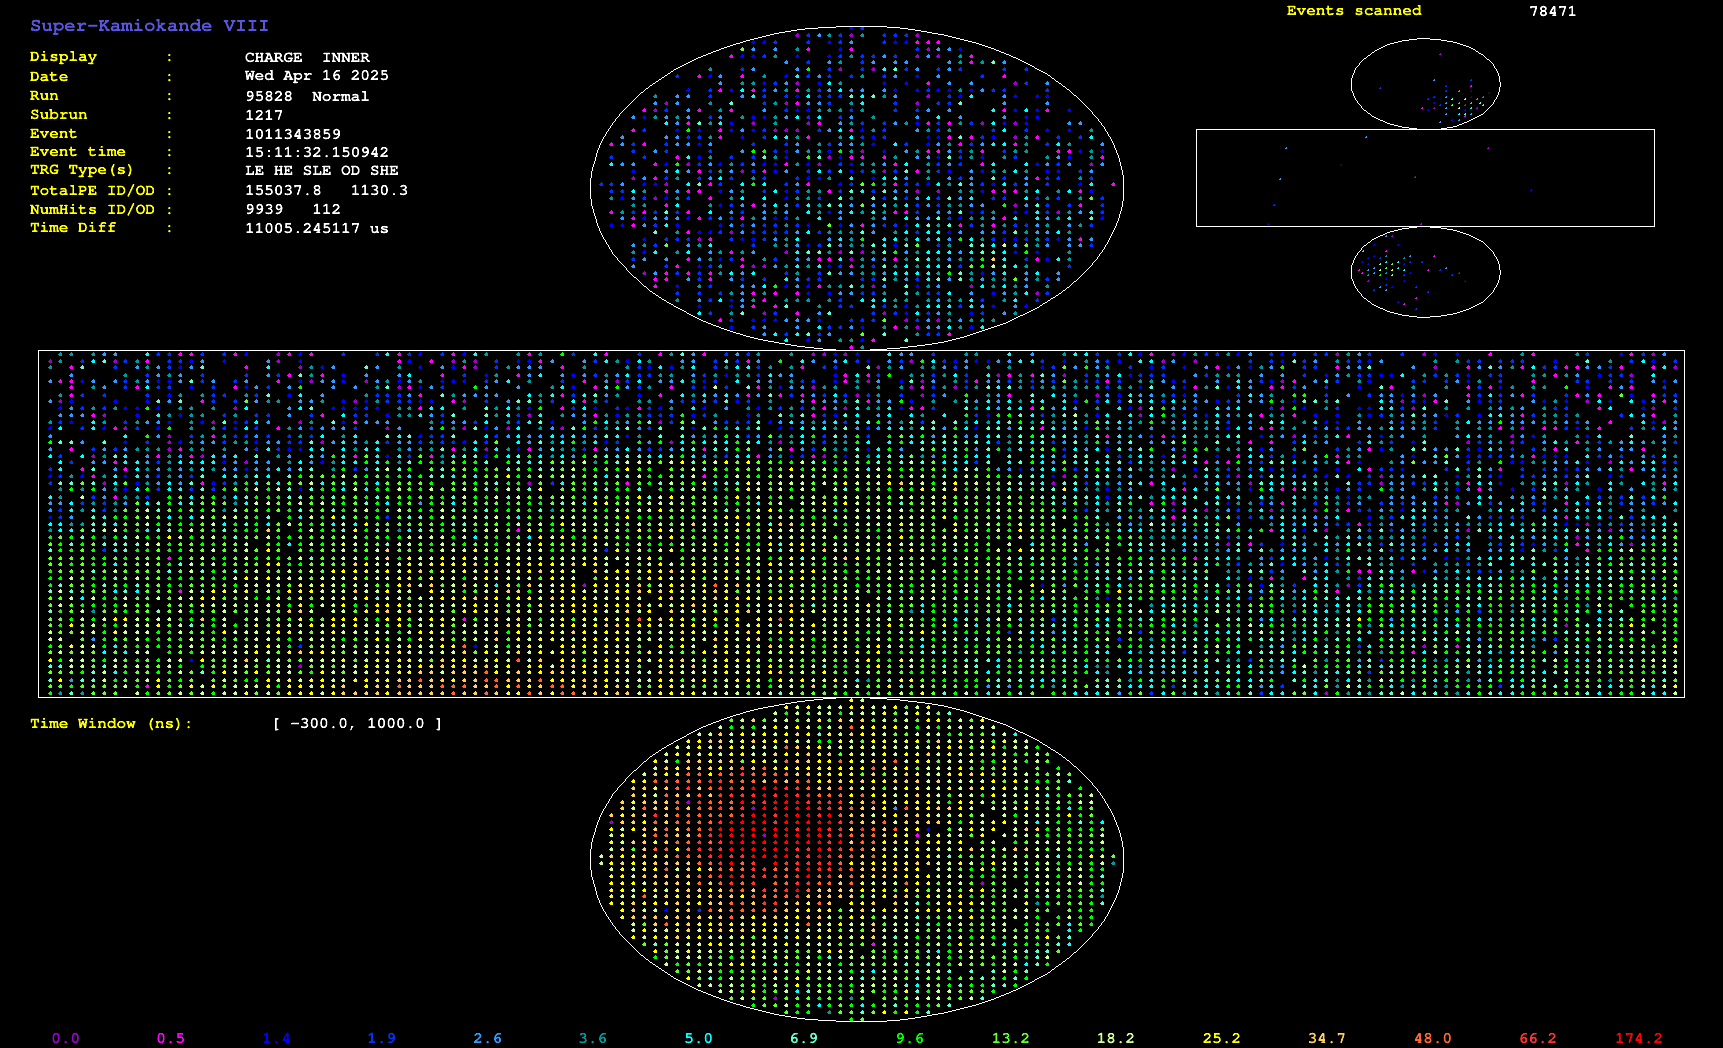 Super-Kamiokande VIII
Events scanned 78471
Display : CHARGE INNER
Date : Wed Apr 16 2025
Run : 95828 Normal
Subrun : 1217
Event : 1011343859
Event time : 15:11:32.150942
TRG Type(s) : LE HE SLE OD SHE
TotalPE ID/OD : 155037.8 1130.3
NumHits ID/OD : 9939 112
Time Diff : 11005.245117 us
Time Window (ns): [ -300.0, 1000.0 ]
0.0 0.5 1.4 1.9 2.6 3.6 5.0 6.9 9.6 13.2 18.2 25.2 34.7 48.0 66.2 174.2